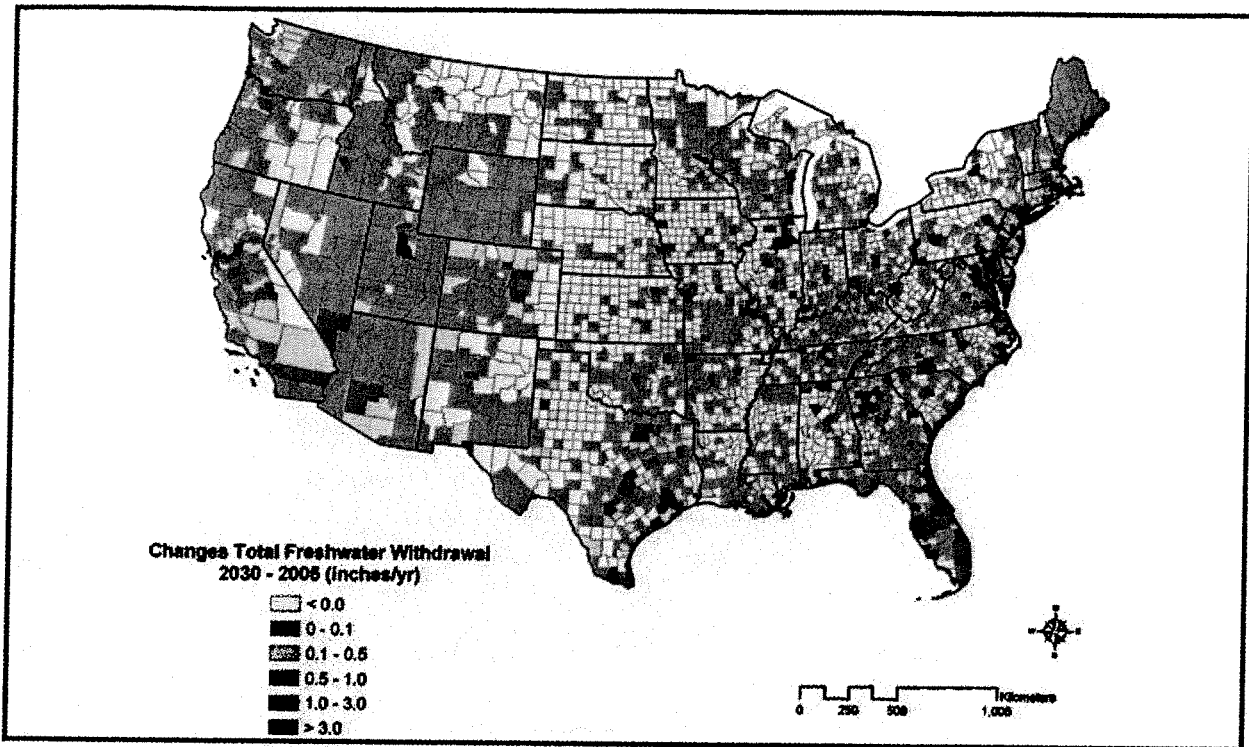 Changes Total Freshwater Withdrawal
2030 - 2005 (inches/yr)
< 0.0
0 - 0.1
0.1 - 0.5
0.5 - 1.0
1.0 - 3.0
> 3.0
N
W E
S
Kilometers
0 250 500 1,000